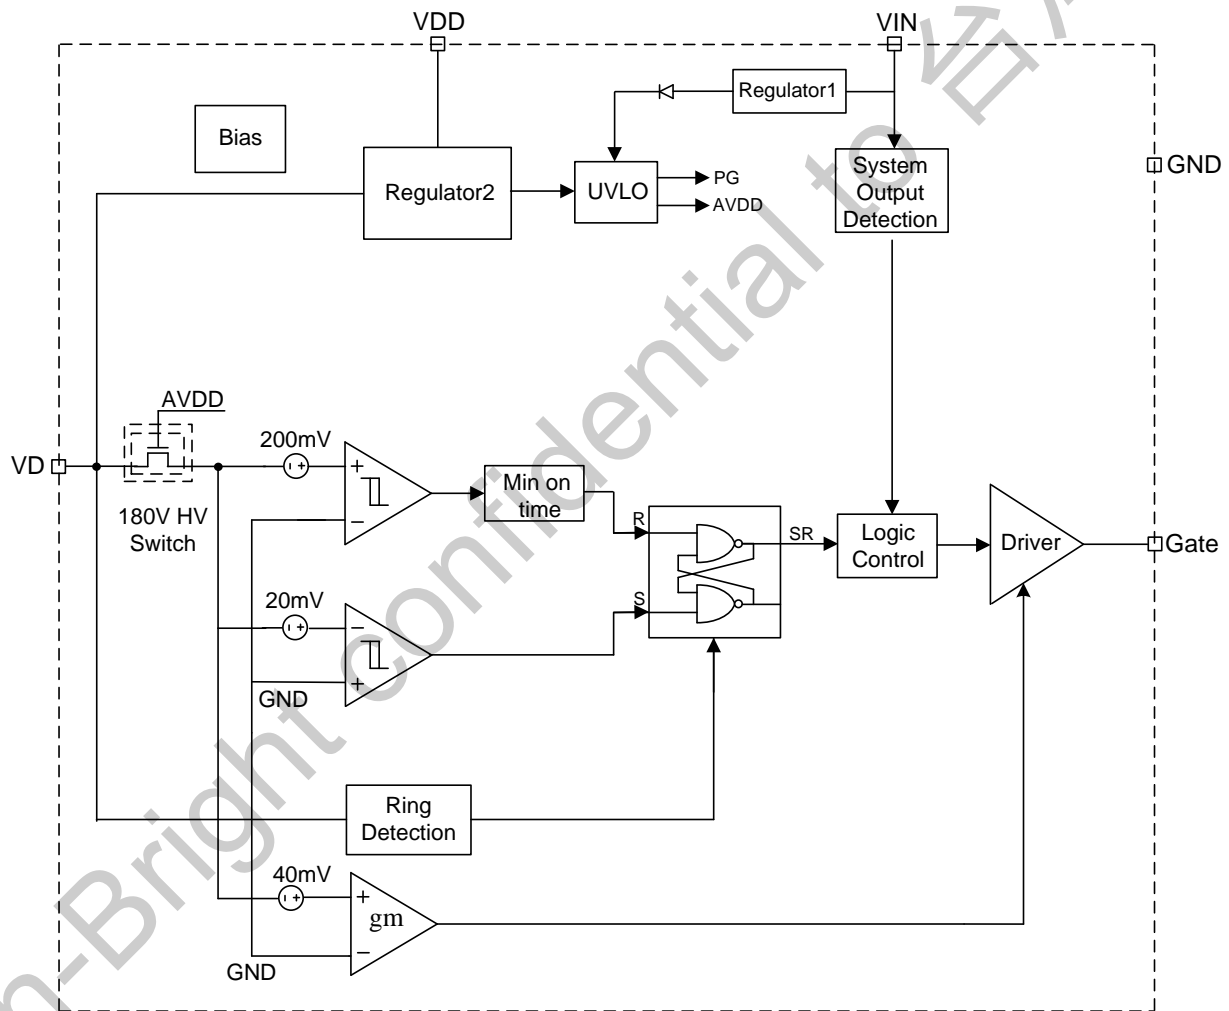 VDD
VIN
Regulator1
Bias
System
Output
Detection
GND
Regulator2
UVLO
PG
AVDD
AVDD
VD
180V HV
Switch
200mV
+
−
Min on
time
R
SR
Logic
Control
Driver
Gate
20mV
−
+
S
GND
Ring
Detection
40mV
+
gm
−
GND
n-Bright confidential to 台